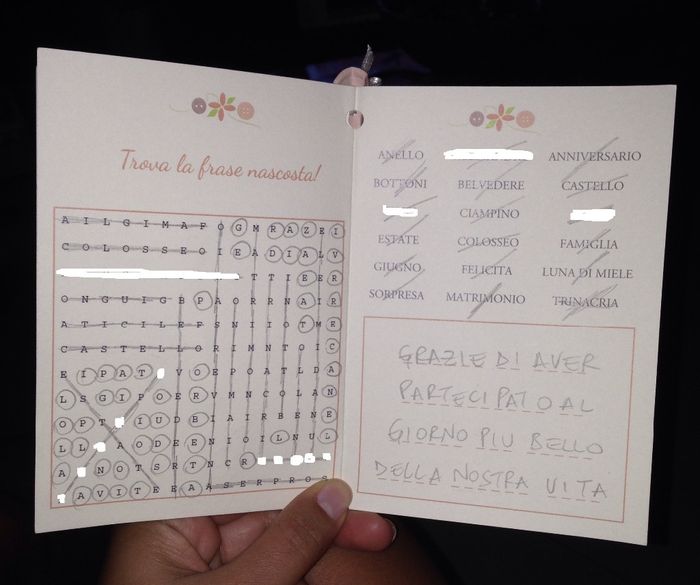 Trova la frase nascosta!
A I L G I M A F O G M R A Z E I
C O L O S S E O I E A D I A L V
T T I E E R
O N G U I G B P A O R R N A I R
A T I C I L E F S N I I O T M E
C A S T E L L O R I M N T O I C
E I P A T V O E P O A T L D A
L S G I P O E R V M N C O L A N
O P T I U D B I A I R B E N E
L L A O D E E N I O I L N U L
A N O T S R T N C R
A V I T E E A A S E R P R O S
ANELLO ANNIVERSARIO
BOTTONI BELVEDERE CASTELLO
CIAMPINO
ESTATE COLOSSEO FAMIGLIA
GIUGNO FELICITA LUNA DI MIELE
SORPRESA MATRIMONIO TRINACRIA
GRAZIE DI AVER
PARTECIPATO AL
GIORNO PIU BELLO
DELLA NOSTRA VITA